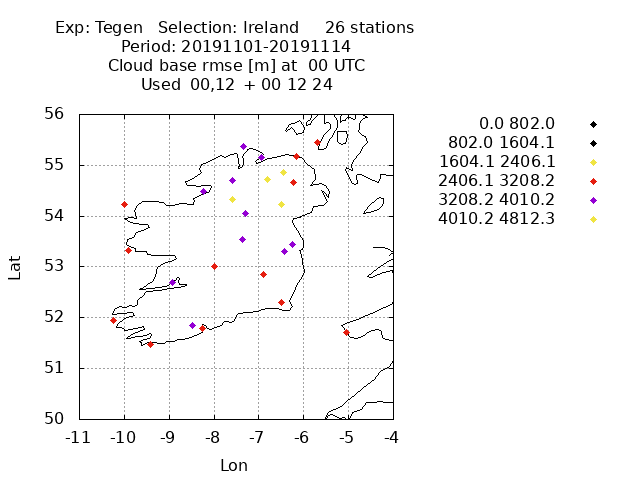 Exp: Tegen   Selection: Ireland     26 stations
Period: 20191101-20191114
Cloud base rmse [m] at  00 UTC
Used  00,12  + 00 12 24
0.0 802.0
802.0 1604.1
1604.1 2406.1
2406.1 3208.2
3208.2 4010.2
4010.2 4812.3
56
55
54
53
52
51
50
Lat
-11 -10 -9 -8 -7 -6 -5 -4
Lon